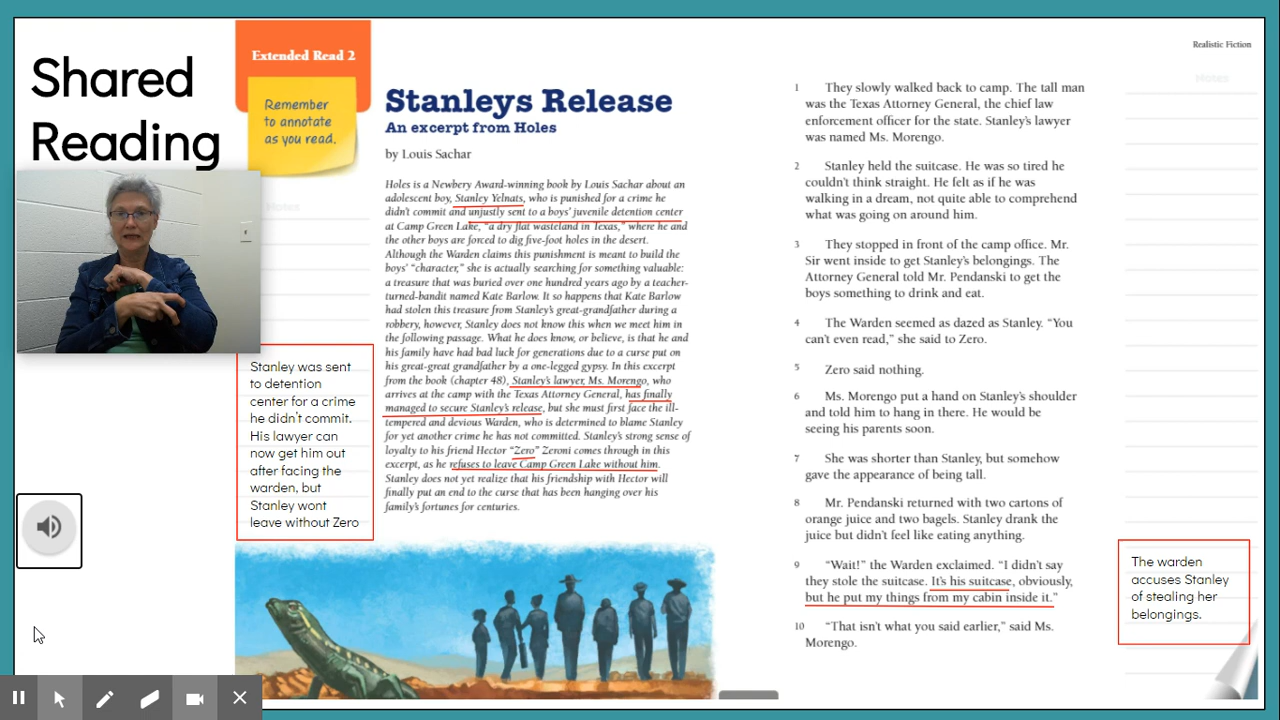 Shared
Reading
Extended Read 2
Remember
to annotate
as you read.
Notes
Stanley was sent
to detention
center for a crime
he didn't commit.
His lawyer can
now get him out
after facing the
warden, but
Stanley wont
leave without Zero
Stanleys Release
An excerpt from Holes
by Louis Sachar
Holes is a Newbery Award-winning book by Louis Sachar about an
adolescent boy, Stanley Yelnats, who is punished for a crime he
didn't commit and unjustly sent to a boys' juvenile detention center
at Camp Green Lake, "a dry flat wasteland in Texas," where he and
the other boys are forced to dig five-foot holes in the desert.
Although the Warden claims this punishment is meant to build the
boys' "character," she is actually searching for something valuable:
a treasure that was buried over one hundred years ago by a teacher-
turned-bandit named Kate Barlow. It so happens that Kate Barlow
had stolen this treasure from Stanley's great-grandfather during a
robbery, however, Stanley does not know this when we meet him in
the following passage. What he does know, or believe, is that he and
his family have had bad luck for generations due to a curse put on
his great-great grandfather by a one-legged gypsy. In this excerpt
from the book (chapter 48), Stanley's lawyer, Ms. Morengo, who
arrives at the camp with the Texas Attorney General, has finally
managed to secure Stanley's release, but she must first face the ill-
tempered and devious Warden, who is determined to blame Stanley
for yet another crime he has not committed. Stanley's strong sense of
loyalty to his friend Hector "Zero" Zeroni comes through in this
excerpt, as he refuses to leave Camp Green Lake without him.
Stanley does not yet realize that his friendship with Hector will
finally put an end to the curse that has been hanging over his
family's fortunes for centuries.
Realistic Fiction
Notes
1 They slowly walked back to camp. The tall man
was the Texas Attorney General, the chief law
enforcement officer for the state. Stanley's lawyer
was named Ms. Morengo.
2 Stanley held the suitcase. He was so tired he
couldn't think straight. He felt as if he was
walking in a dream, not quite able to comprehend
what was going on around him.
3 They stopped in front of the camp office. Mr.
Sir went inside to get Stanley's belongings. The
Attorney General told Mr. Pendanski to get the
boys something to drink and eat.
4 The Warden seemed as dazed as Stanley. "You
can't even read," she said to Zero.
5 Zero said nothing.
6 Ms. Morengo put a hand on Stanley's shoulder
and told him to hang in there. He would be
seeing his parents soon.
7 She was shorter than Stanley, but somehow
gave the appearance of being tall.
8 Mr. Pendanski returned with two cartons of
orange juice and two bagels. Stanley drank the
juice but didn't feel like eating anything.
9 "Wait!" the Warden exclaimed. "I didn't say
they stole the suitcase. It's his suitcase, obviously,
but he put my things from my cabin inside it."
10 "That isn't what you said earlier," said Ms.
Morengo.
The warden
accuses Stanley
of stealing her
belongings.